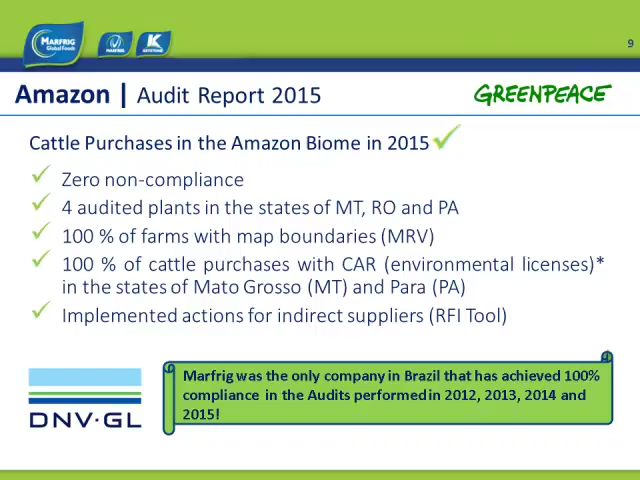 MARFRIG
Global Foods
MARFRIG
KEYSTONE
9
Amazon | Audit Report 2015
GREENPEACE
Cattle Purchases in the Amazon Biome in 2015
Zero non-compliance
4 audited plants in the states of MT, RO and PA
100 % of farms with map boundaries (MRV)
100 % of cattle purchases with CAR (environmental licenses)*
in the states of Mato Grosso (MT) and Para (PA)
Implemented actions for indirect suppliers (RFI Tool)
DNV·GL
Marfrig was the only company in Brazil that has achieved 100%
compliance in the Audits performed in 2012, 2013, 2014 and
2015!